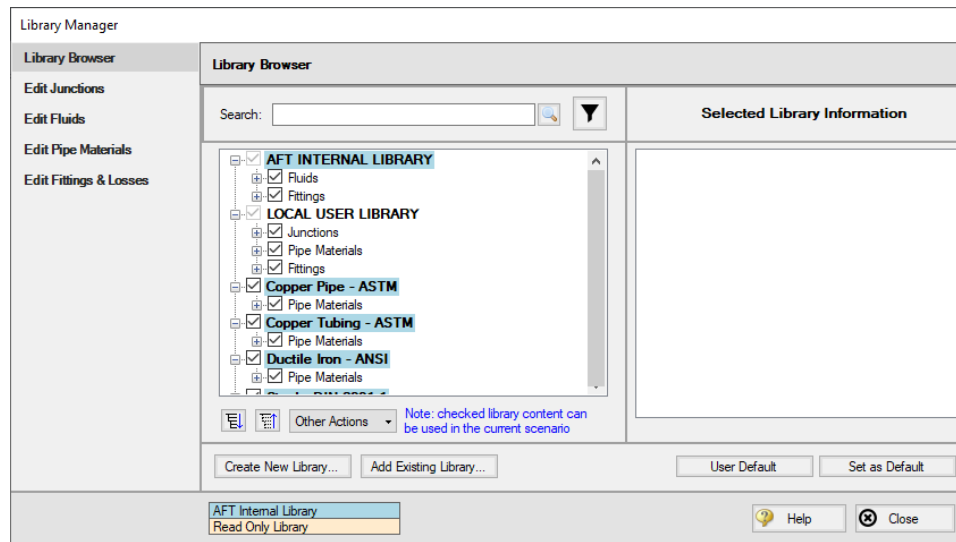 Library Manager
Library Browser
Edit Junctions
Edit Fluids
Edit Pipe Materials
Edit Fittings & Losses
Library Browser
Search:
Selected Library Information
AFT INTERNAL LIBRARY
Fluids
Fittings
LOCAL USER LIBRARY
Junctions
Pipe Materials
Fittings
Copper Pipe - ASTM
Pipe Materials
Copper Tubing - ASTM
Pipe Materials
Ductile Iron - ANSI
Pipe Materials
Other Actions
Note: checked library content can
be used in the current scenario
Create New Library...
Add Existing Library...
User Default
Set as Default
AFT Internal Library
Read Only Library
Help
Close